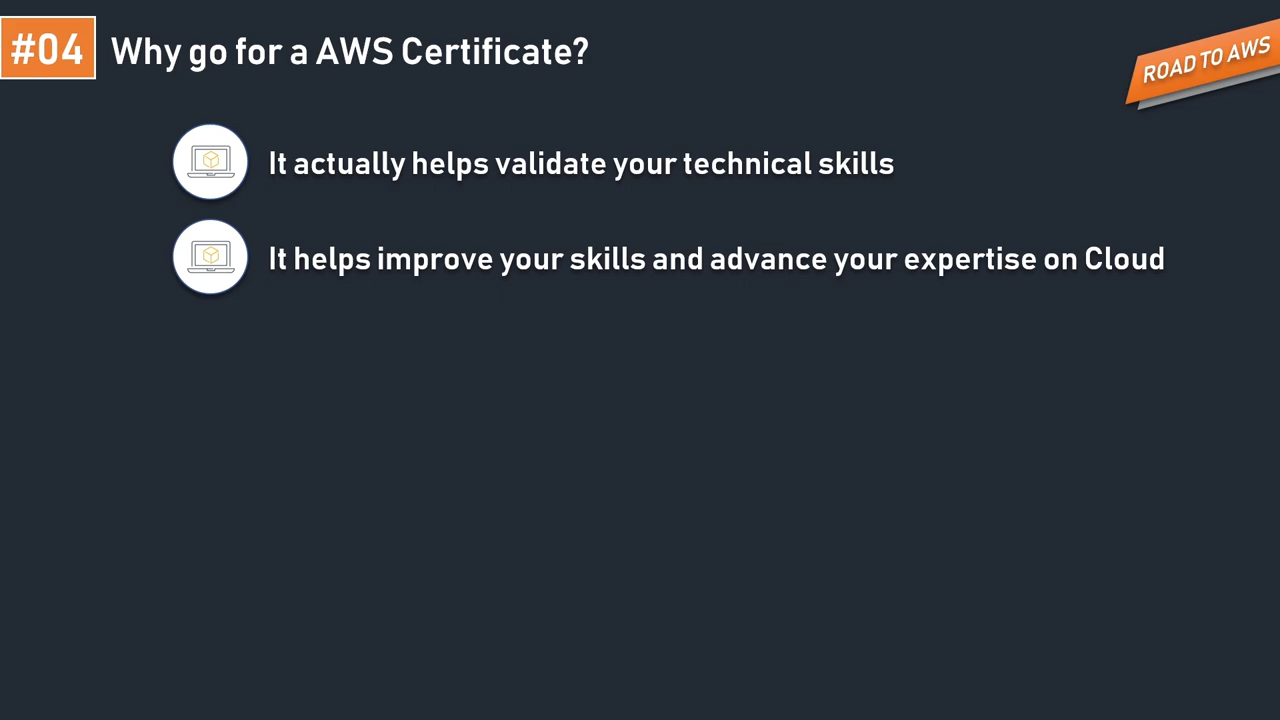 #04 Why go for a AWS Certificate?
ROAD TO AWS
It actually helps validate your technical skills
It helps improve your skills and advance your expertise on Cloud